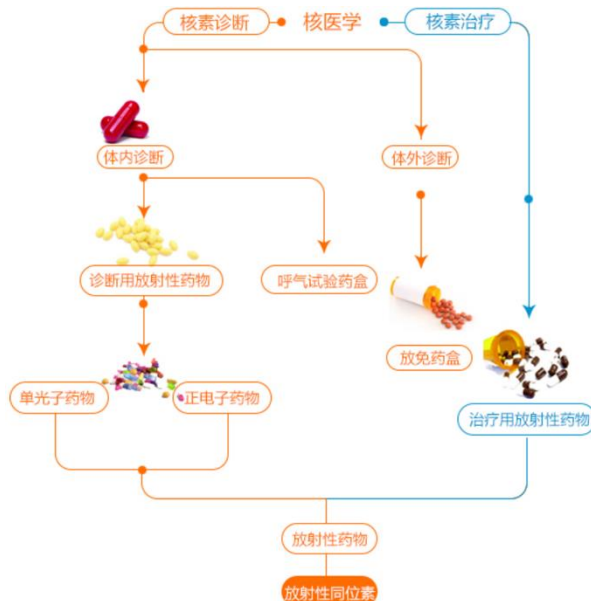 核素诊断
核医学
核素治疗
体内诊断
体外诊断
诊断用放射性药物
呼气试验药盒
放免药盒
单光子药物
正电子药物
治疗用放射性药物
放射性药物
放射性同位素